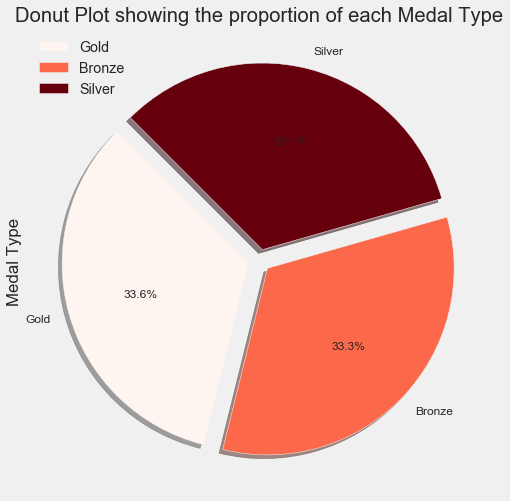 Donut Plot showing the proportion of each Medal Type
Gold
Bronze
Silver
Silver
Medal Type
33.6%
Gold
33.3%
Bronze